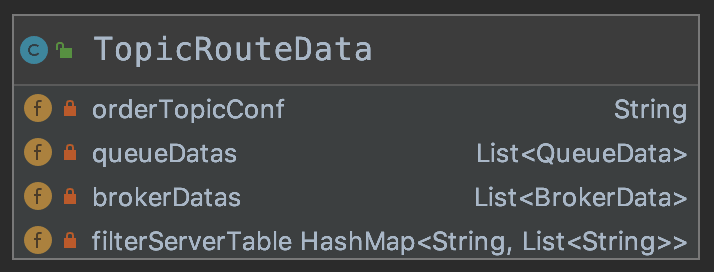 C TopicRouteData
f orderTopicConf String
f queueDatas List<QueueData>
f brokerDatas List<BrokerData>
f filterServerTable HashMap<String, List<String>>